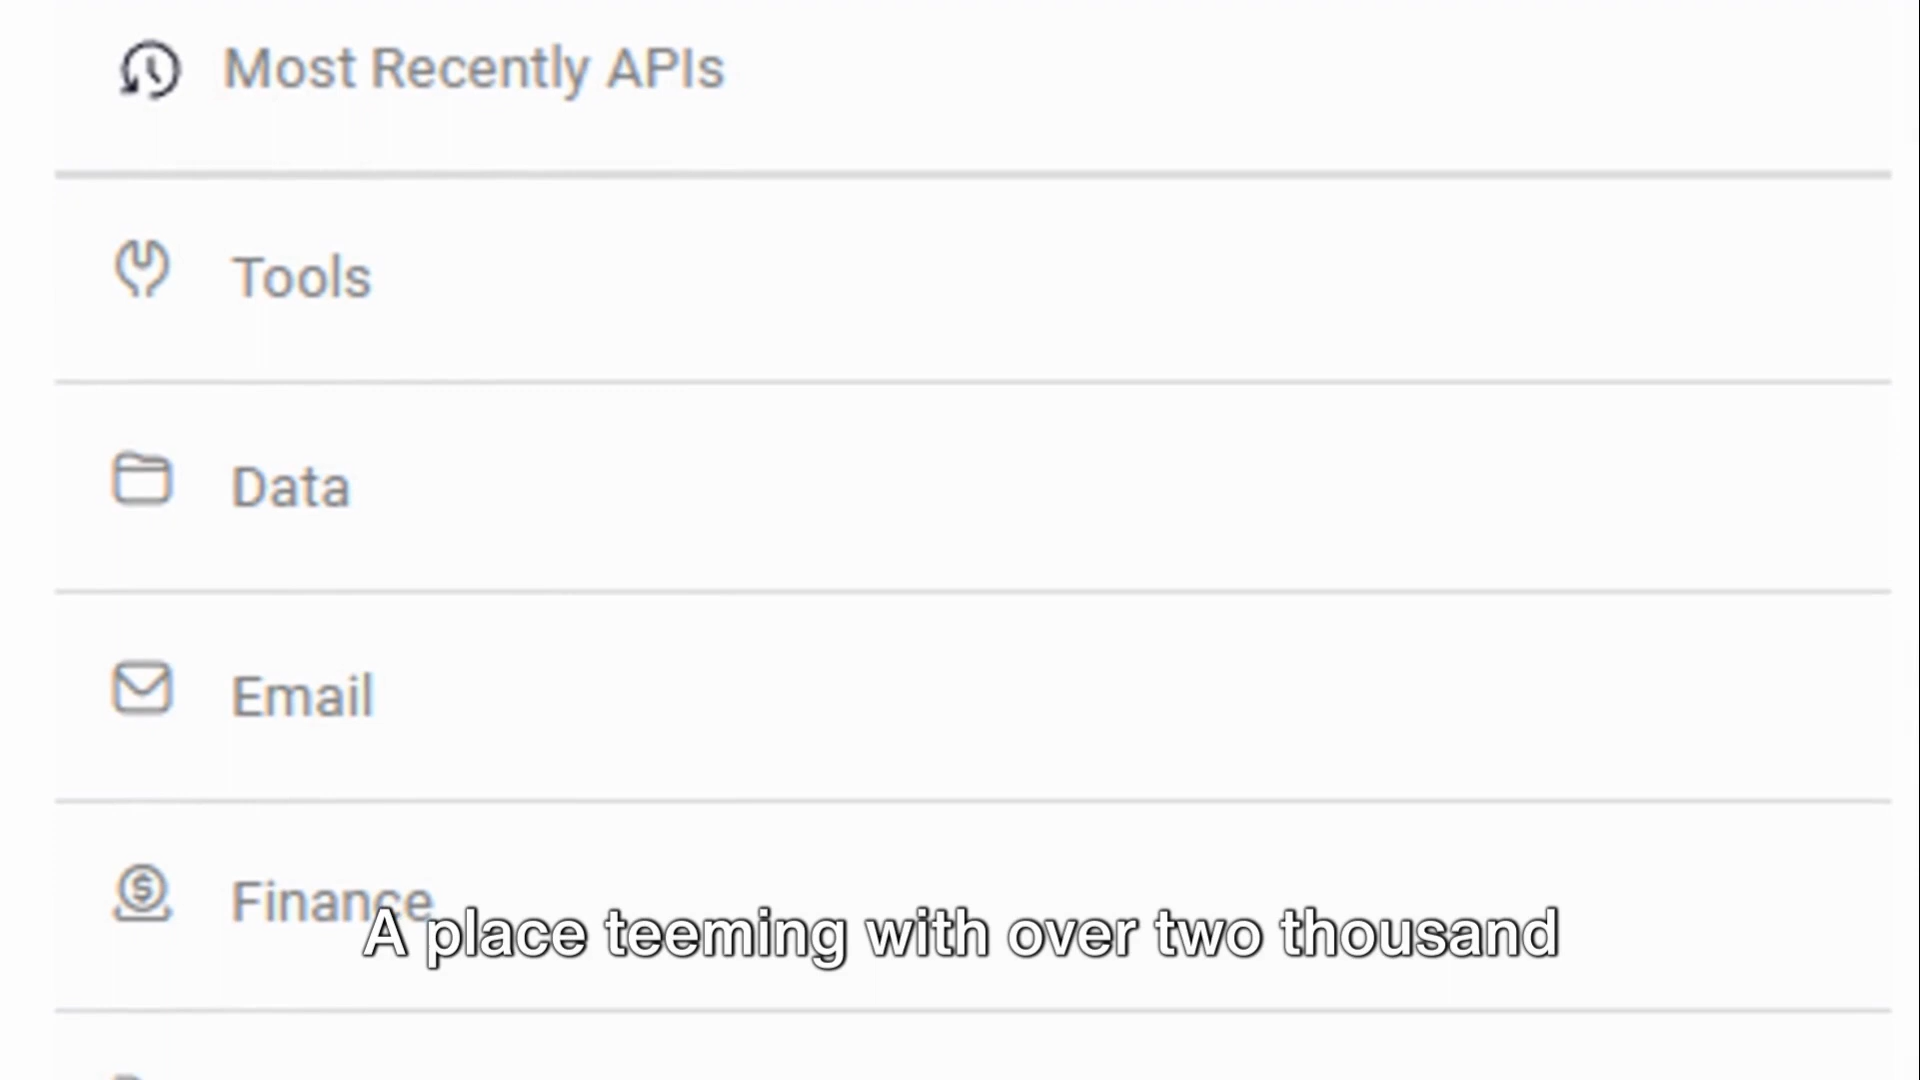 Most Recently APIs
Tools
Data
Email
Finance
A place teeming with over two thousand